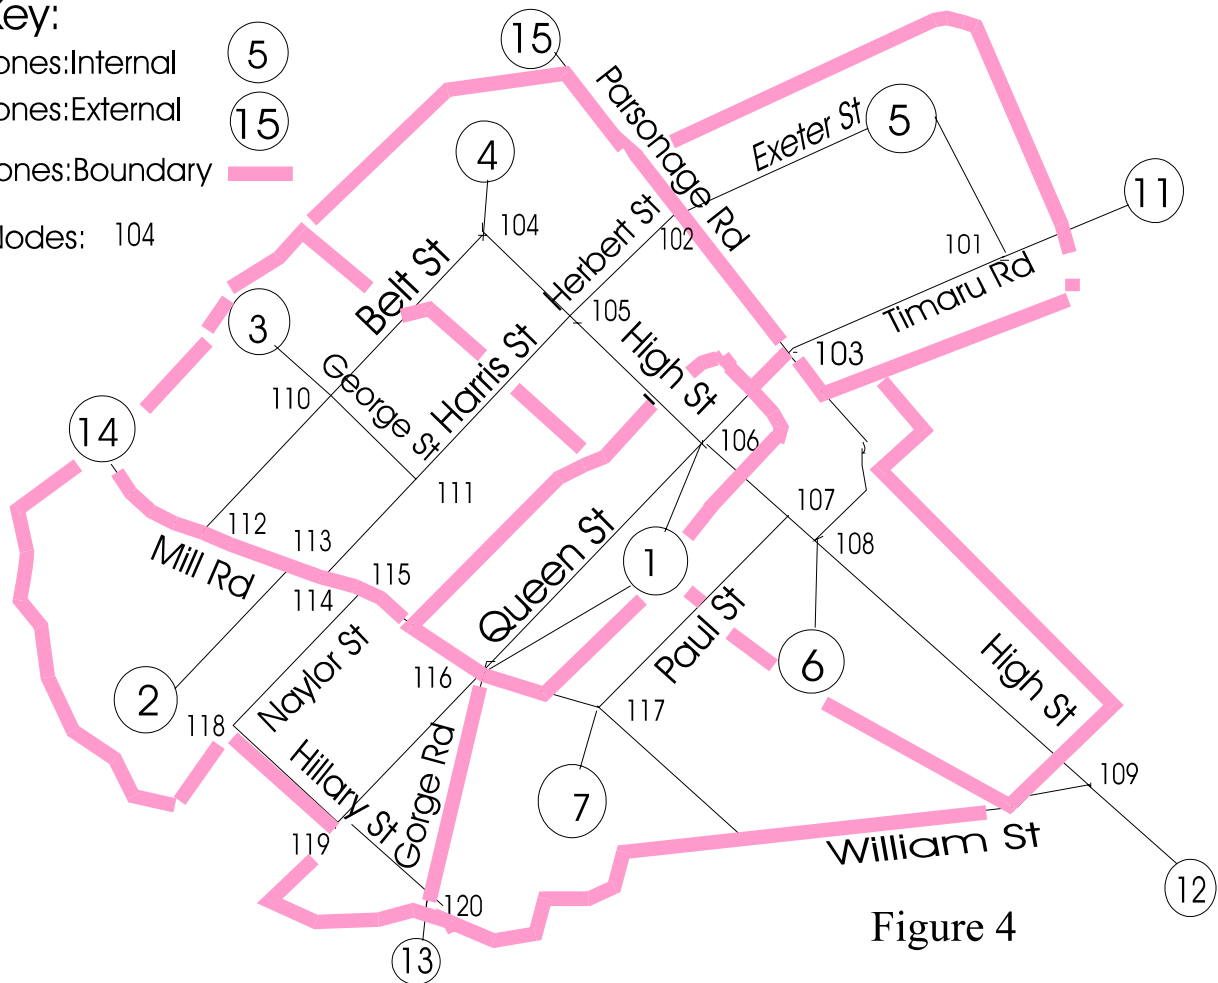 Key:
ones:Internal
5
ones:External
15
ones:Boundary
Nodes: 104
15
Parsonage Rd
Exeter St
5
4
11
104
Belt St
Herbert St
102
101
Timaru Rd
3
105
103
George St
Harris St
High St
110
14
106
111
107
112
113
108
Mill Rd
115
114
Queen St
1
Paul St
6
High St
Naylor St
116
2
118
117
Hillary St
Gorge Rd
109
7
119
William St
120
12
Figure 4
13